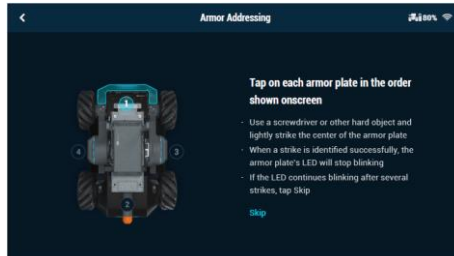 Armor Addressing
80%
Tap on each armor plate in the order
shown onscreen
- Use a screwdriver or other hard object and
lightly strike the center of the armor plate
- When a strike is identified successfully, the
armor plate's LED will stop blinking
- If the LED continues blinking after several
strikes, tap Skip
Skip
1
4
3
2